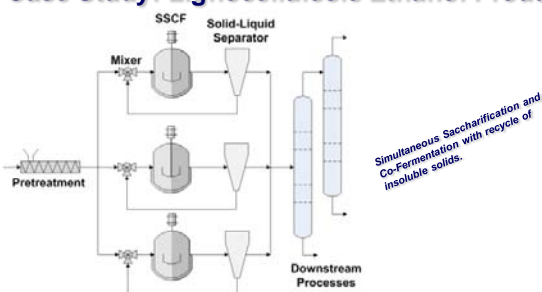 SSCF
Solid-Liquid
Separator
Mixer
Pretreatment
Simultaneous Saccharification and
Co-Fermentation with recycle of
insoluble solids.
Downstream
Processes